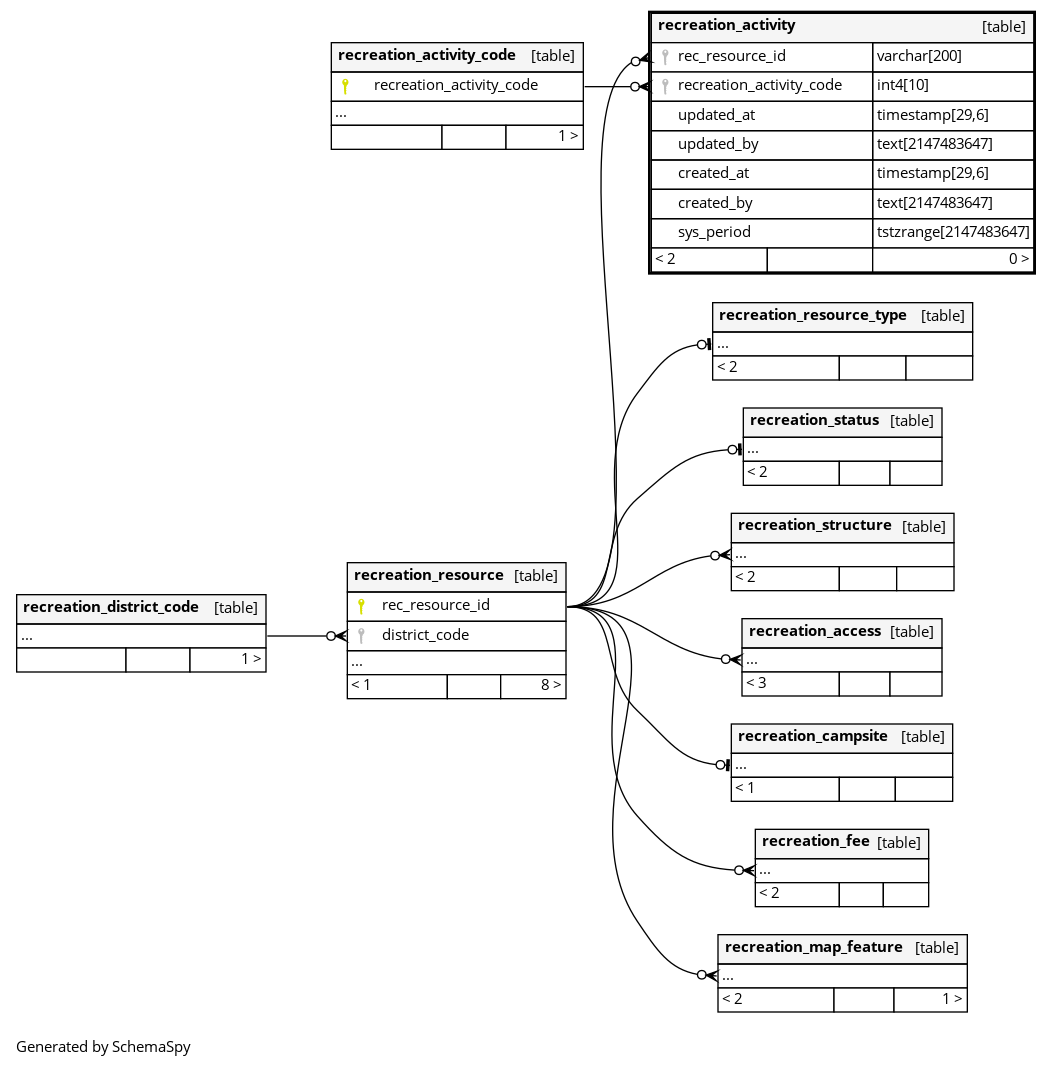 recreation_activity [table]
rec_resource_id varchar[200]
recreation_activity_code int4[10]
updated_at timestamp[29,6]
updated_by text[2147483647]
created_at timestamp[29,6]
created_by text[2147483647]
sys_period tstzrange[2147483647]
< 2 0 >
recreation_activity_code [table]
recreation_activity_code
...
1 >
recreation_resource_type [table]
...
< 2
recreation_status [table]
...
< 2
recreation_structure [table]
...
< 2
recreation_resource [table]
rec_resource_id
district_code
...
< 1 8 >
recreation_district_code [table]
...
1 >
recreation_access [table]
...
< 3
recreation_campsite [table]
...
< 1
recreation_fee [table]
...
< 2
recreation_map_feature [table]
...
< 2 1 >
Generated by SchemaSpy